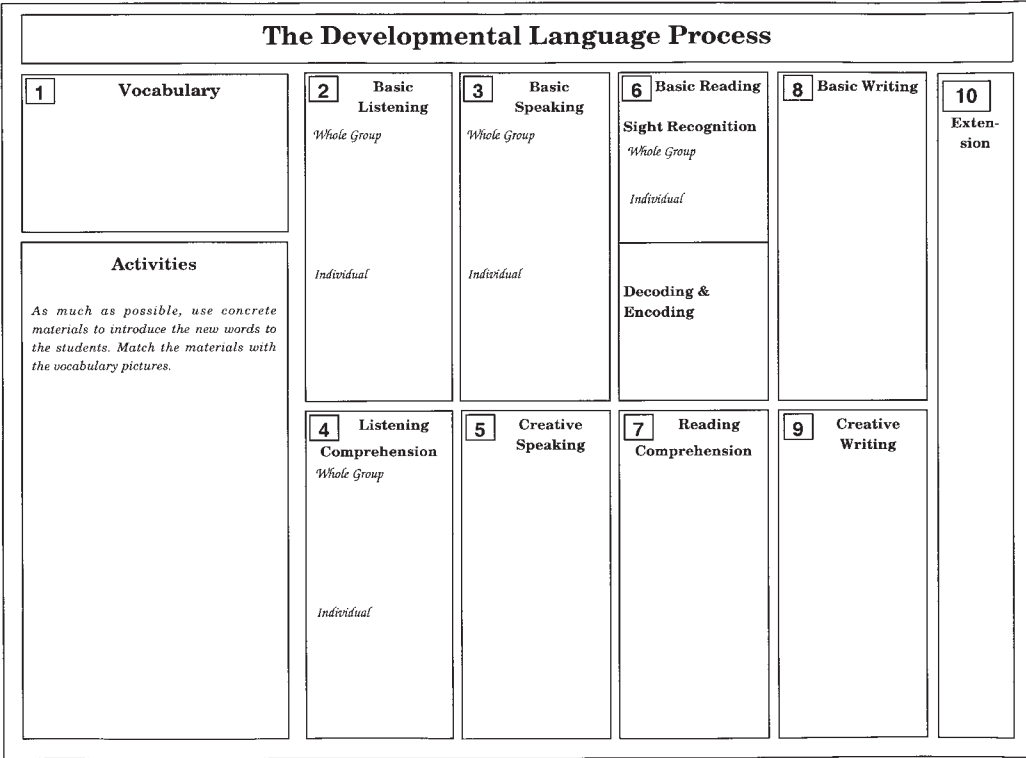 The Developmental Language Process
1 Vocabulary
Activities
As much as possible, use concrete
materials to introduce the new words to
the students. Match the materials with
the vocabulary pictures.
2 Basic
Listening
Whole Group
Individual
3 Basic
Speaking
Whole Group
Individual
4 Listening
Comprehension
Whole Group
Individual
5 Creative
Speaking
6 Basic Reading
Sight Recognition
Whole Group
Individual
Decoding &
Encoding
7 Reading
Comprehension
8 Basic Writing
9 Creative
Writing
10
Exten-
sion